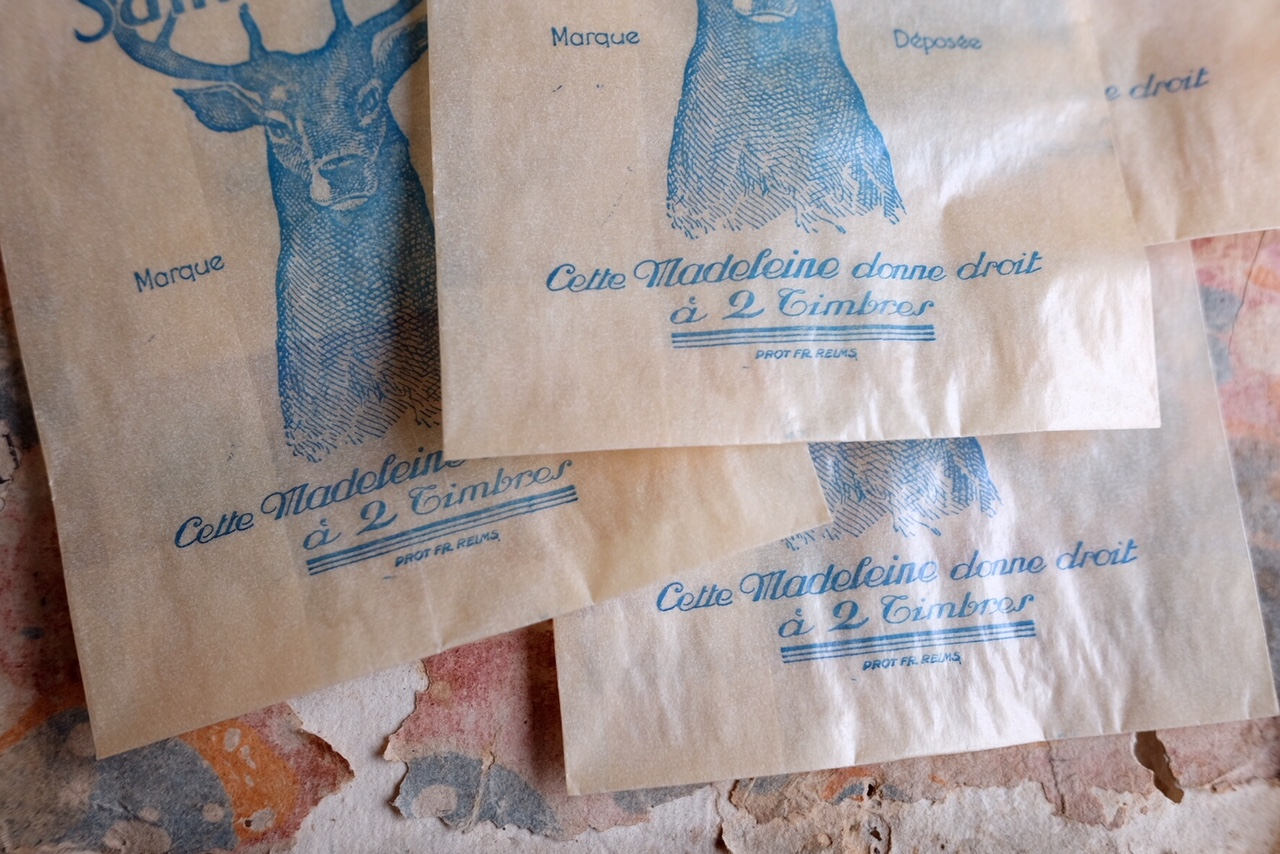 Marque Déposée
Cette Madeleine donne droit
à 2 Timbres
PROT FR. REIMS.
e droit
Marque
Cette Madeleine
à 2 Timbres
PROT FR. REIMS.
Cette Madeleine donne droit
à 2 Timbres
PROT FR. REIMS.